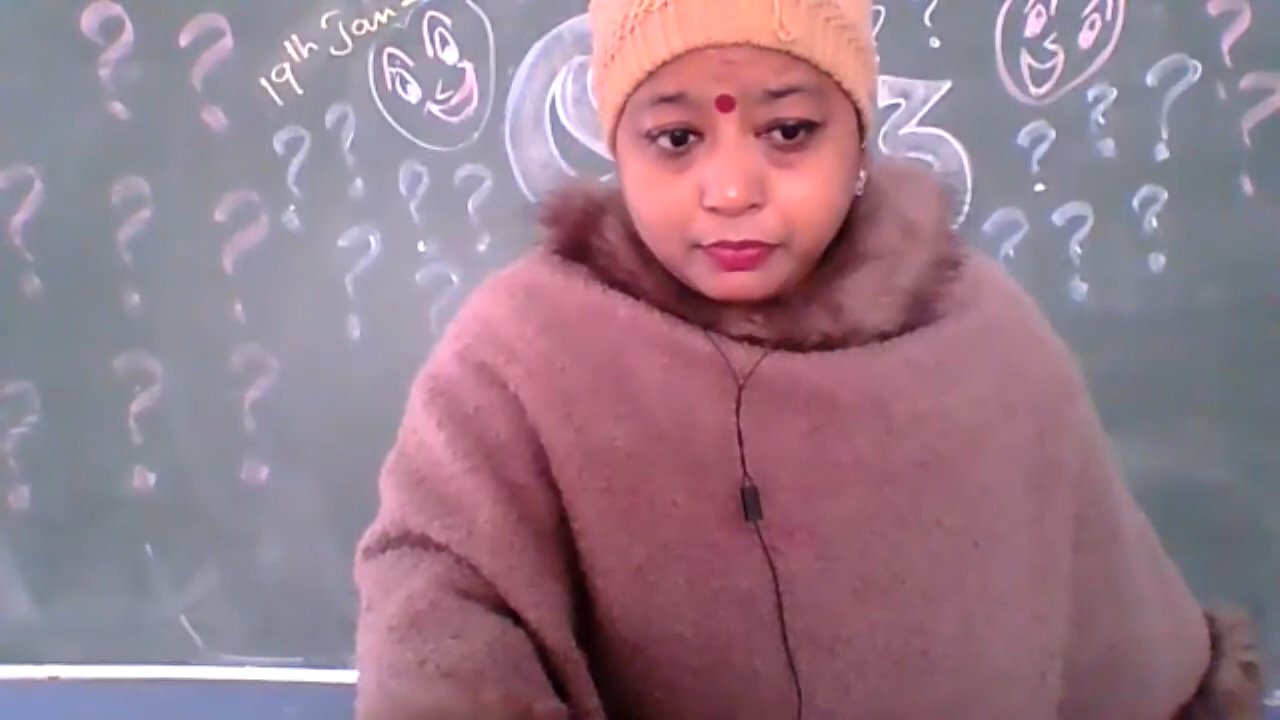 19th Jan-
? ? ? ? ?
? ? ? ? ? ?
? ? ? ? ? ? ? ?
? ?
? ? ?